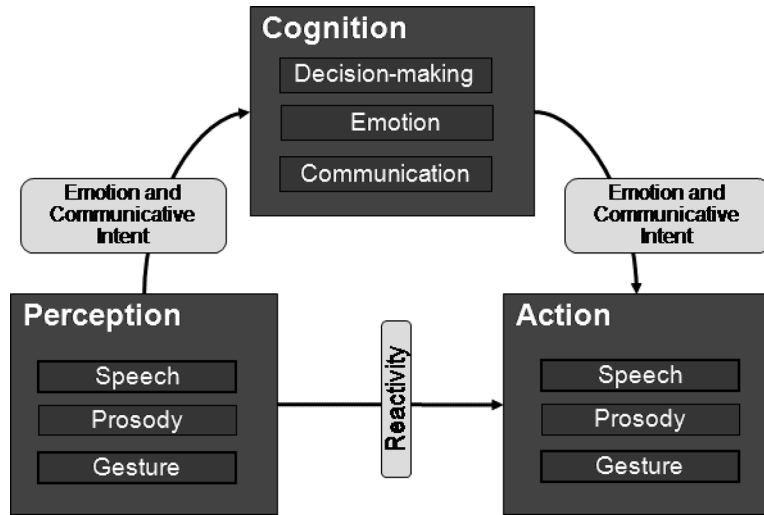 Cognition
Decision-making
Emotion
Communication
Emotion and
Communicative
Intent
Emotion and
Communicative
Intent
Perception
Speech
Prosody
Gesture
Reactivity
Action
Speech
Prosody
Gesture